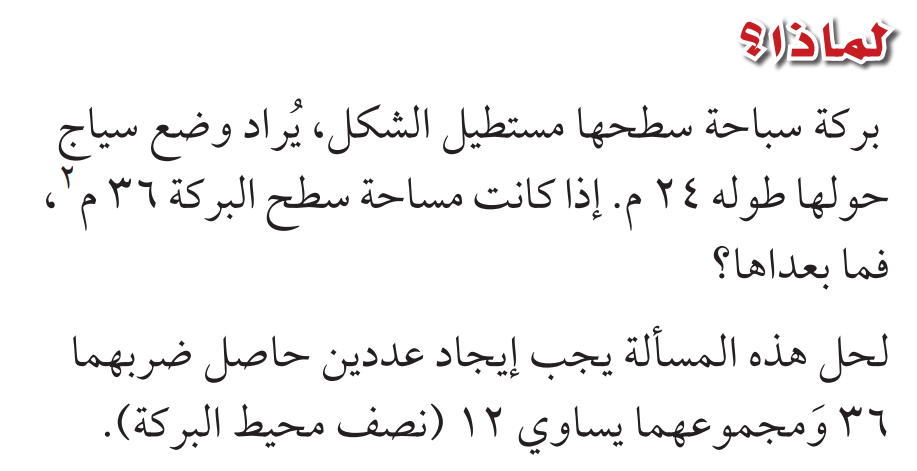 لماذا؟
بركة سباحة سطحها مستطيل الشكل، يُراد وضع سياج
حولها طوله ٢٤ م. إذا كانت مساحة سطح البركة ٣٦ م٢،
فما بعداها؟
لحل هذه المسألة يجب إيجاد عددين حاصل ضربهما
٣٦ وَمجموعهما يساوي ١٢ (نصف محيط البركة).